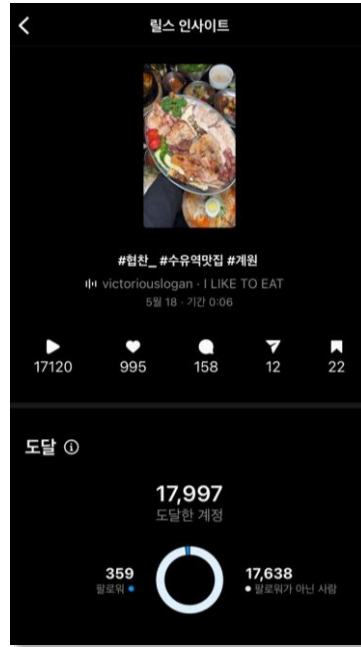 릴스 인사이트
#협찬_ #수유역맛집 #계원
victoriouslogan · I LIKE TO EAT
5월 18 · 기간 0:06
17120 995 158 12 22
도달
17,997
도달한 계정
359 17,638
팔로워 팔로워가 아닌 사람